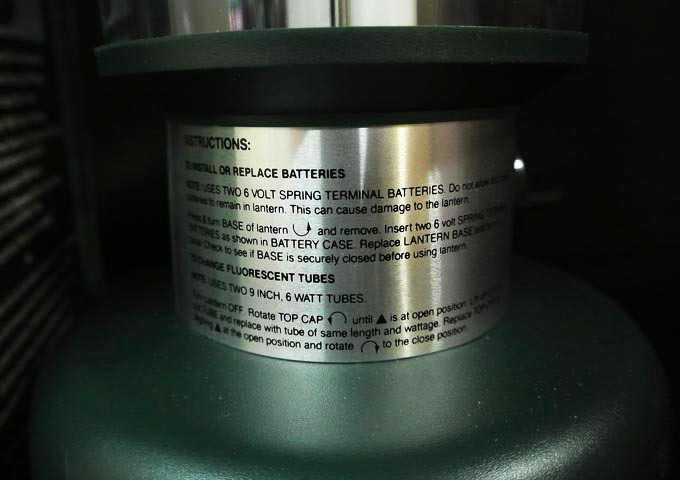 INSTRUCTIONS:
TO INSTALL OR REPLACE BATTERIES
NOTE: USES TWO 6 VOLT SPRING TERMINAL BATTERIES. Do not allow
batteries to remain in lantern. This can cause damage to the lantern.
& turn BASE of lantern and remove. Insert two 6 volt SPRING
BATTERIES as shown in BATTERY CASE. Replace LANTERN BASE and
Check to see if BASE is securely closed before using lantern.
TO CHANGE FLUORESCENT TUBES
NOTE: USES TWO 9 INCH, 6 WATT TUBES.
Turn Lantern OFF. Rotate TOP CAP until ▲ is at open position. Lift
out TUBE and replace with tube of same length and wattage. Replace TOP
aligning ▲ at the open position and rotate to the close position.